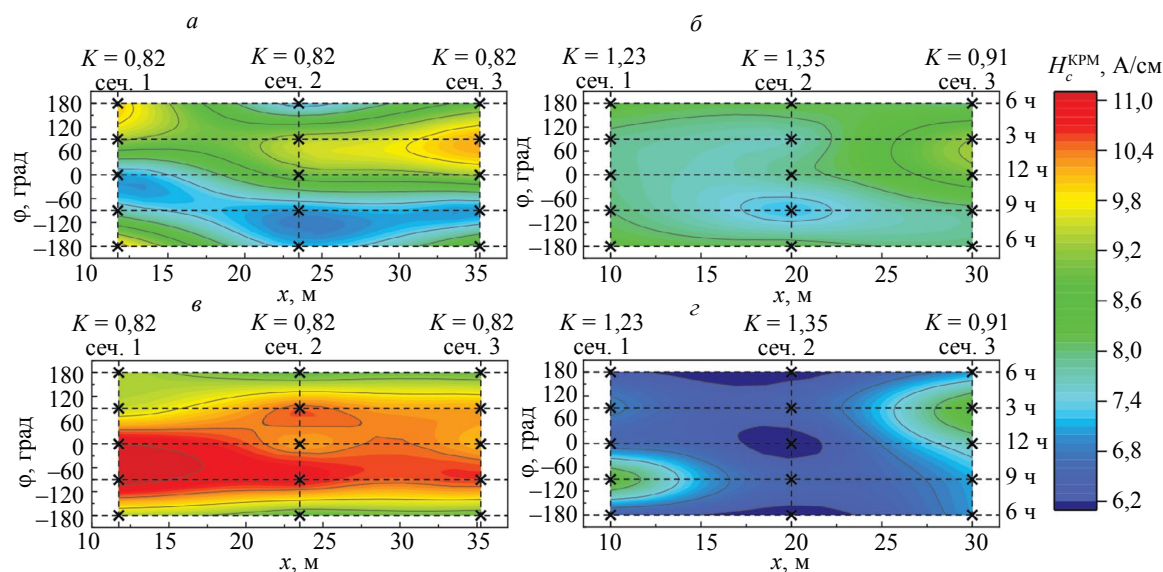 а
K = 0,82 K = 0,82 K = 0,82
сеч. 1 сеч. 2 сеч. 3
φ, град
180
120
60
0
−60
−120
−180
10 15 20 25 30 35
x, м
б
K = 1,23 K = 1,35 K = 0,91
сеч. 1 сеч. 2 сеч. 3
6 ч
3 ч
12 ч
9 ч
6 ч
10 15 20 25 30
x, м
в
K = 0,82 K = 0,82 K = 0,82
сеч. 1 сеч. 2 сеч. 3
φ, град
180
120
60
0
−60
−120
−180
10 15 20 25 30 35
x, м
г
K = 1,23 K = 1,35 K = 0,91
сеч. 1 сеч. 2 сеч. 3
6 ч
3 ч
12 ч
9 ч
6 ч
10 15 20 25 30
x, м
H_c^КРМ, А/см
11,0
10,4
9,8
9,2
8,6
8,0
7,4
6,8
6,2